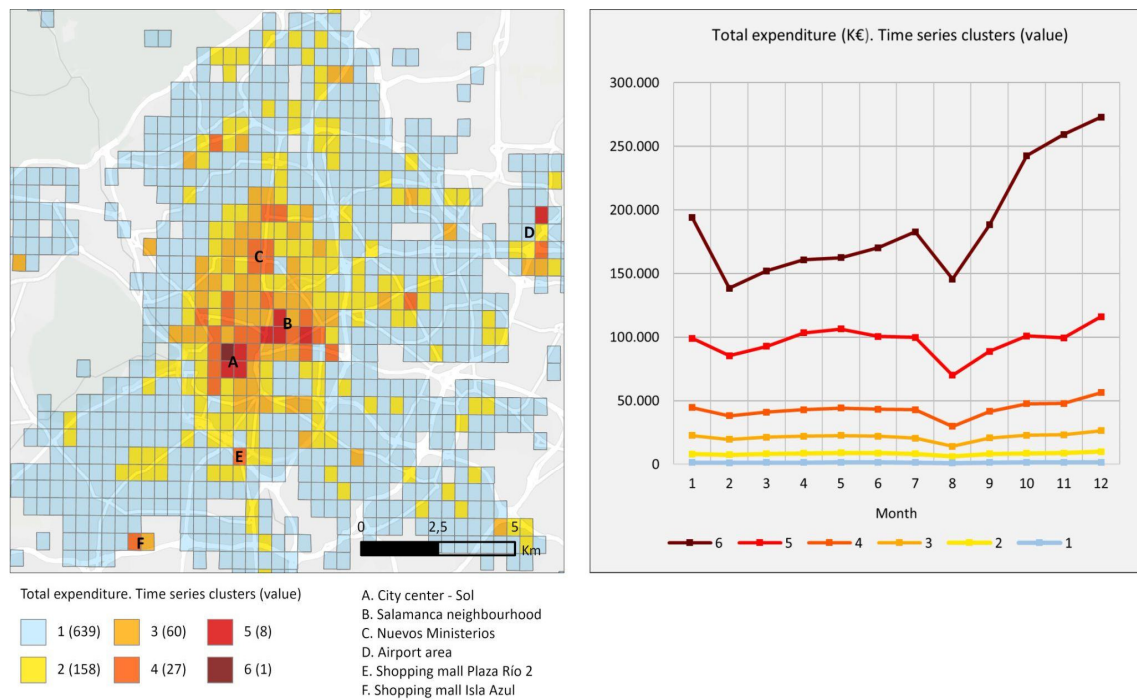 A
B
C
D
E
F
0
2,5
5
Km
Total expenditure (K€). Time series clusters (value)
300.000
250.000
200.000
150.000
100.000
50.000
0
1 2 3 4 5 6 7 8 9 10 11 12
Month
6 5 4 3 2 1
Total expenditure. Time series clusters (value)
1 (639) 3 (60) 5 (8)
2 (158) 4 (27) 6 (1)
A. City center - Sol
B. Salamanca neighbourhood
C. Nuevos Ministerios
D. Airport area
E. Shopping mall Plaza Río 2
F. Shopping mall Isla Azul